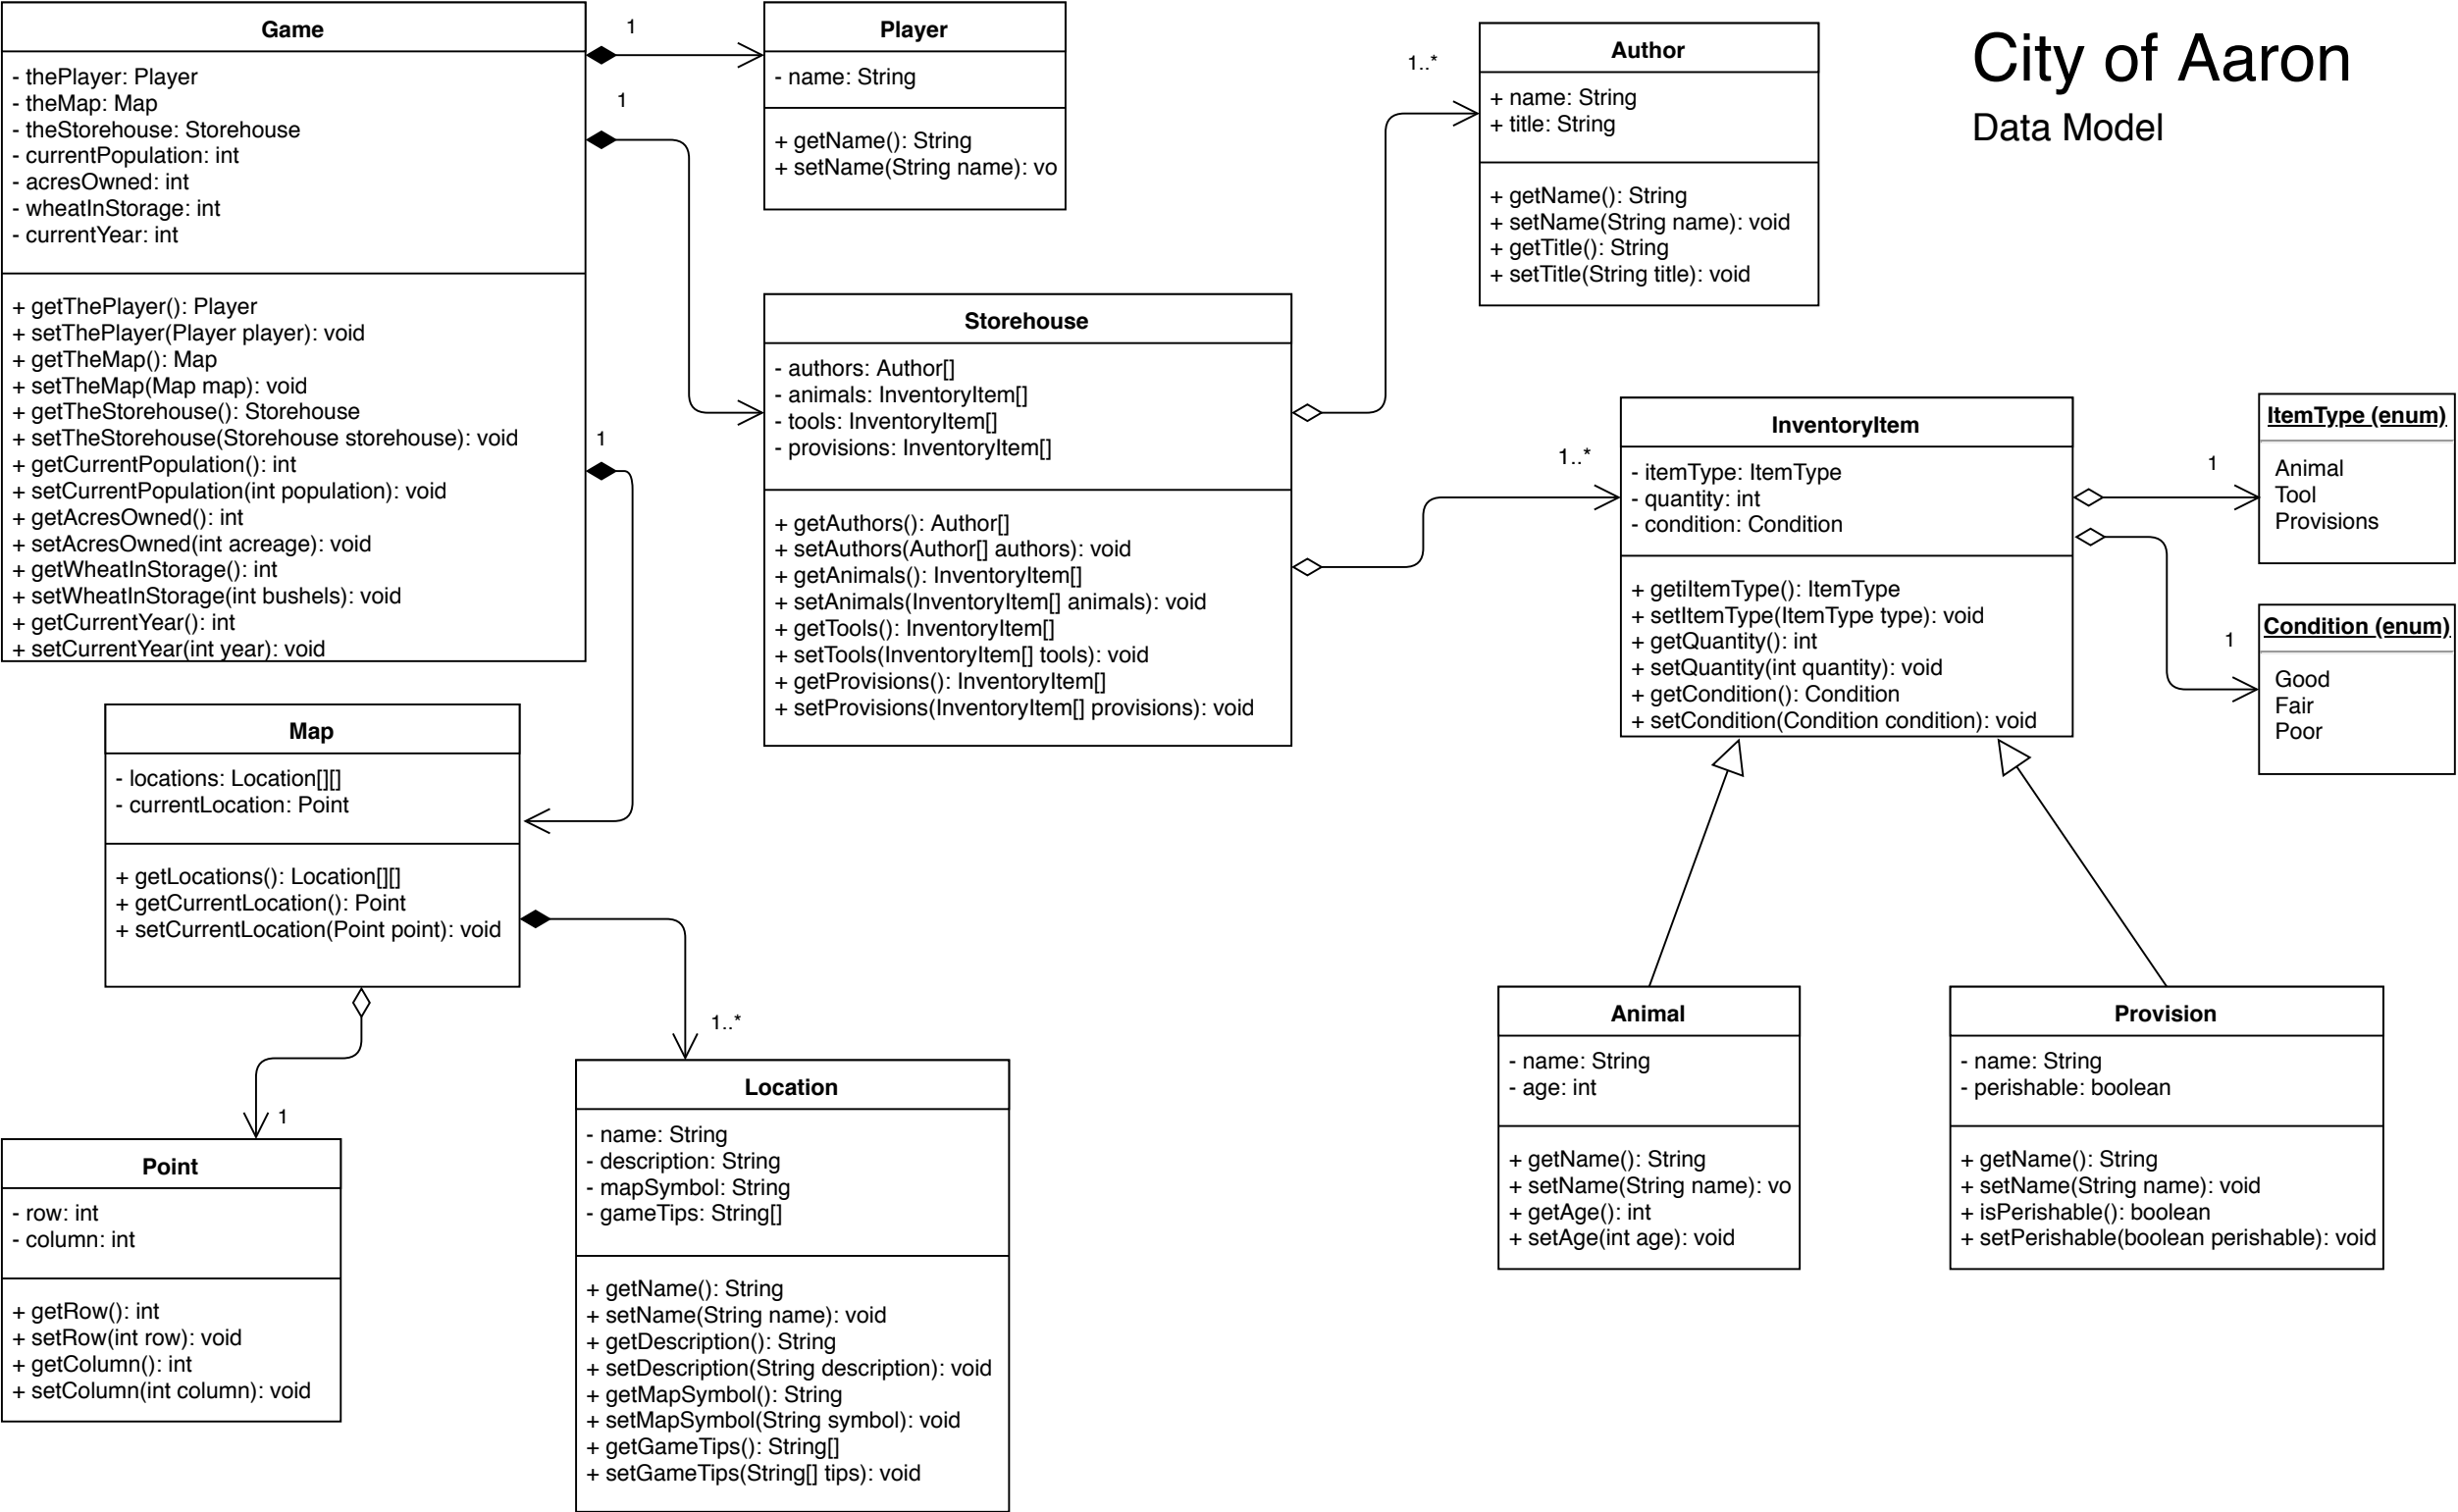 City of Aaron
Data Model
Game
- thePlayer: Player
- theMap: Map
- theStorehouse: Storehouse
- currentPopulation: int
- acresOwned: int
- wheatInStorage: int
- currentYear: int
+ getThePlayer(): Player
+ setThePlayer(Player player): void
+ getTheMap(): Map
+ setTheMap(Map map): void
+ getTheStorehouse(): Storehouse
+ setTheStorehouse(Storehouse storehouse): void
+ getCurrentPopulation(): int
+ setCurrentPopulation(int population): void
+ getAcresOwned(): int
+ setAcresOwned(int acreage): void
+ getWheatInStorage(): int
+ setWheatInStorage(int bushels): void
+ getCurrentYear(): int
+ setCurrentYear(int year): void
1
1
1
Player
- name: String
+ getName(): String
+ setName(String name): vo
Storehouse
- authors: Author[]
- animals: InventoryItem[]
- tools: InventoryItem[]
- provisions: InventoryItem[]
+ getAuthors(): Author[]
+ setAuthors(Author[] authors): void
+ getAnimals(): InventoryItem[]
+ setAnimals(InventoryItem[] animals): void
+ getTools(): InventoryItem[]
+ setTools(InventoryItem[] tools): void
+ getProvisions(): InventoryItem[]
+ setProvisions(InventoryItem[] provisions): void
1..*
1..*
Author
+ name: String
+ title: String
+ getName(): String
+ setName(String name): void
+ getTitle(): String
+ setTitle(String title): void
InventoryItem
- itemType: ItemType
- quantity: int
- condition: Condition
+ getiItemType(): ItemType
+ setItemType(ItemType type): void
+ getQuantity(): int
+ setQuantity(int quantity): void
+ getCondition(): Condition
+ setCondition(Condition condition): void
1
1
ItemType (enum)
Animal
Tool
Provisions
Condition (enum)
Good
Fair
Poor
Map
- locations: Location[][]
- currentLocation: Point
+ getLocations(): Location[][]
+ getCurrentLocation(): Point
+ setCurrentLocation(Point point): void
1..*
1
Point
- row: int
- column: int
+ getRow(): int
+ setRow(int row): void
+ getColumn(): int
+ setColumn(int column): void
Location
- name: String
- description: String
- mapSymbol: String
- gameTips: String[]
+ getName(): String
+ setName(String name): void
+ getDescription(): String
+ setDescription(String description): void
+ getMapSymbol(): String
+ setMapSymbol(String symbol): void
+ getGameTips(): String[]
+ setGameTips(String[] tips): void
Animal
- name: String
- age: int
+ getName(): String
+ setName(String name): vo
+ getAge(): int
+ setAge(int age): void
Provision
- name: String
- perishable: boolean
+ getName(): String
+ setName(String name): void
+ isPerishable(): boolean
+ setPerishable(boolean perishable): void